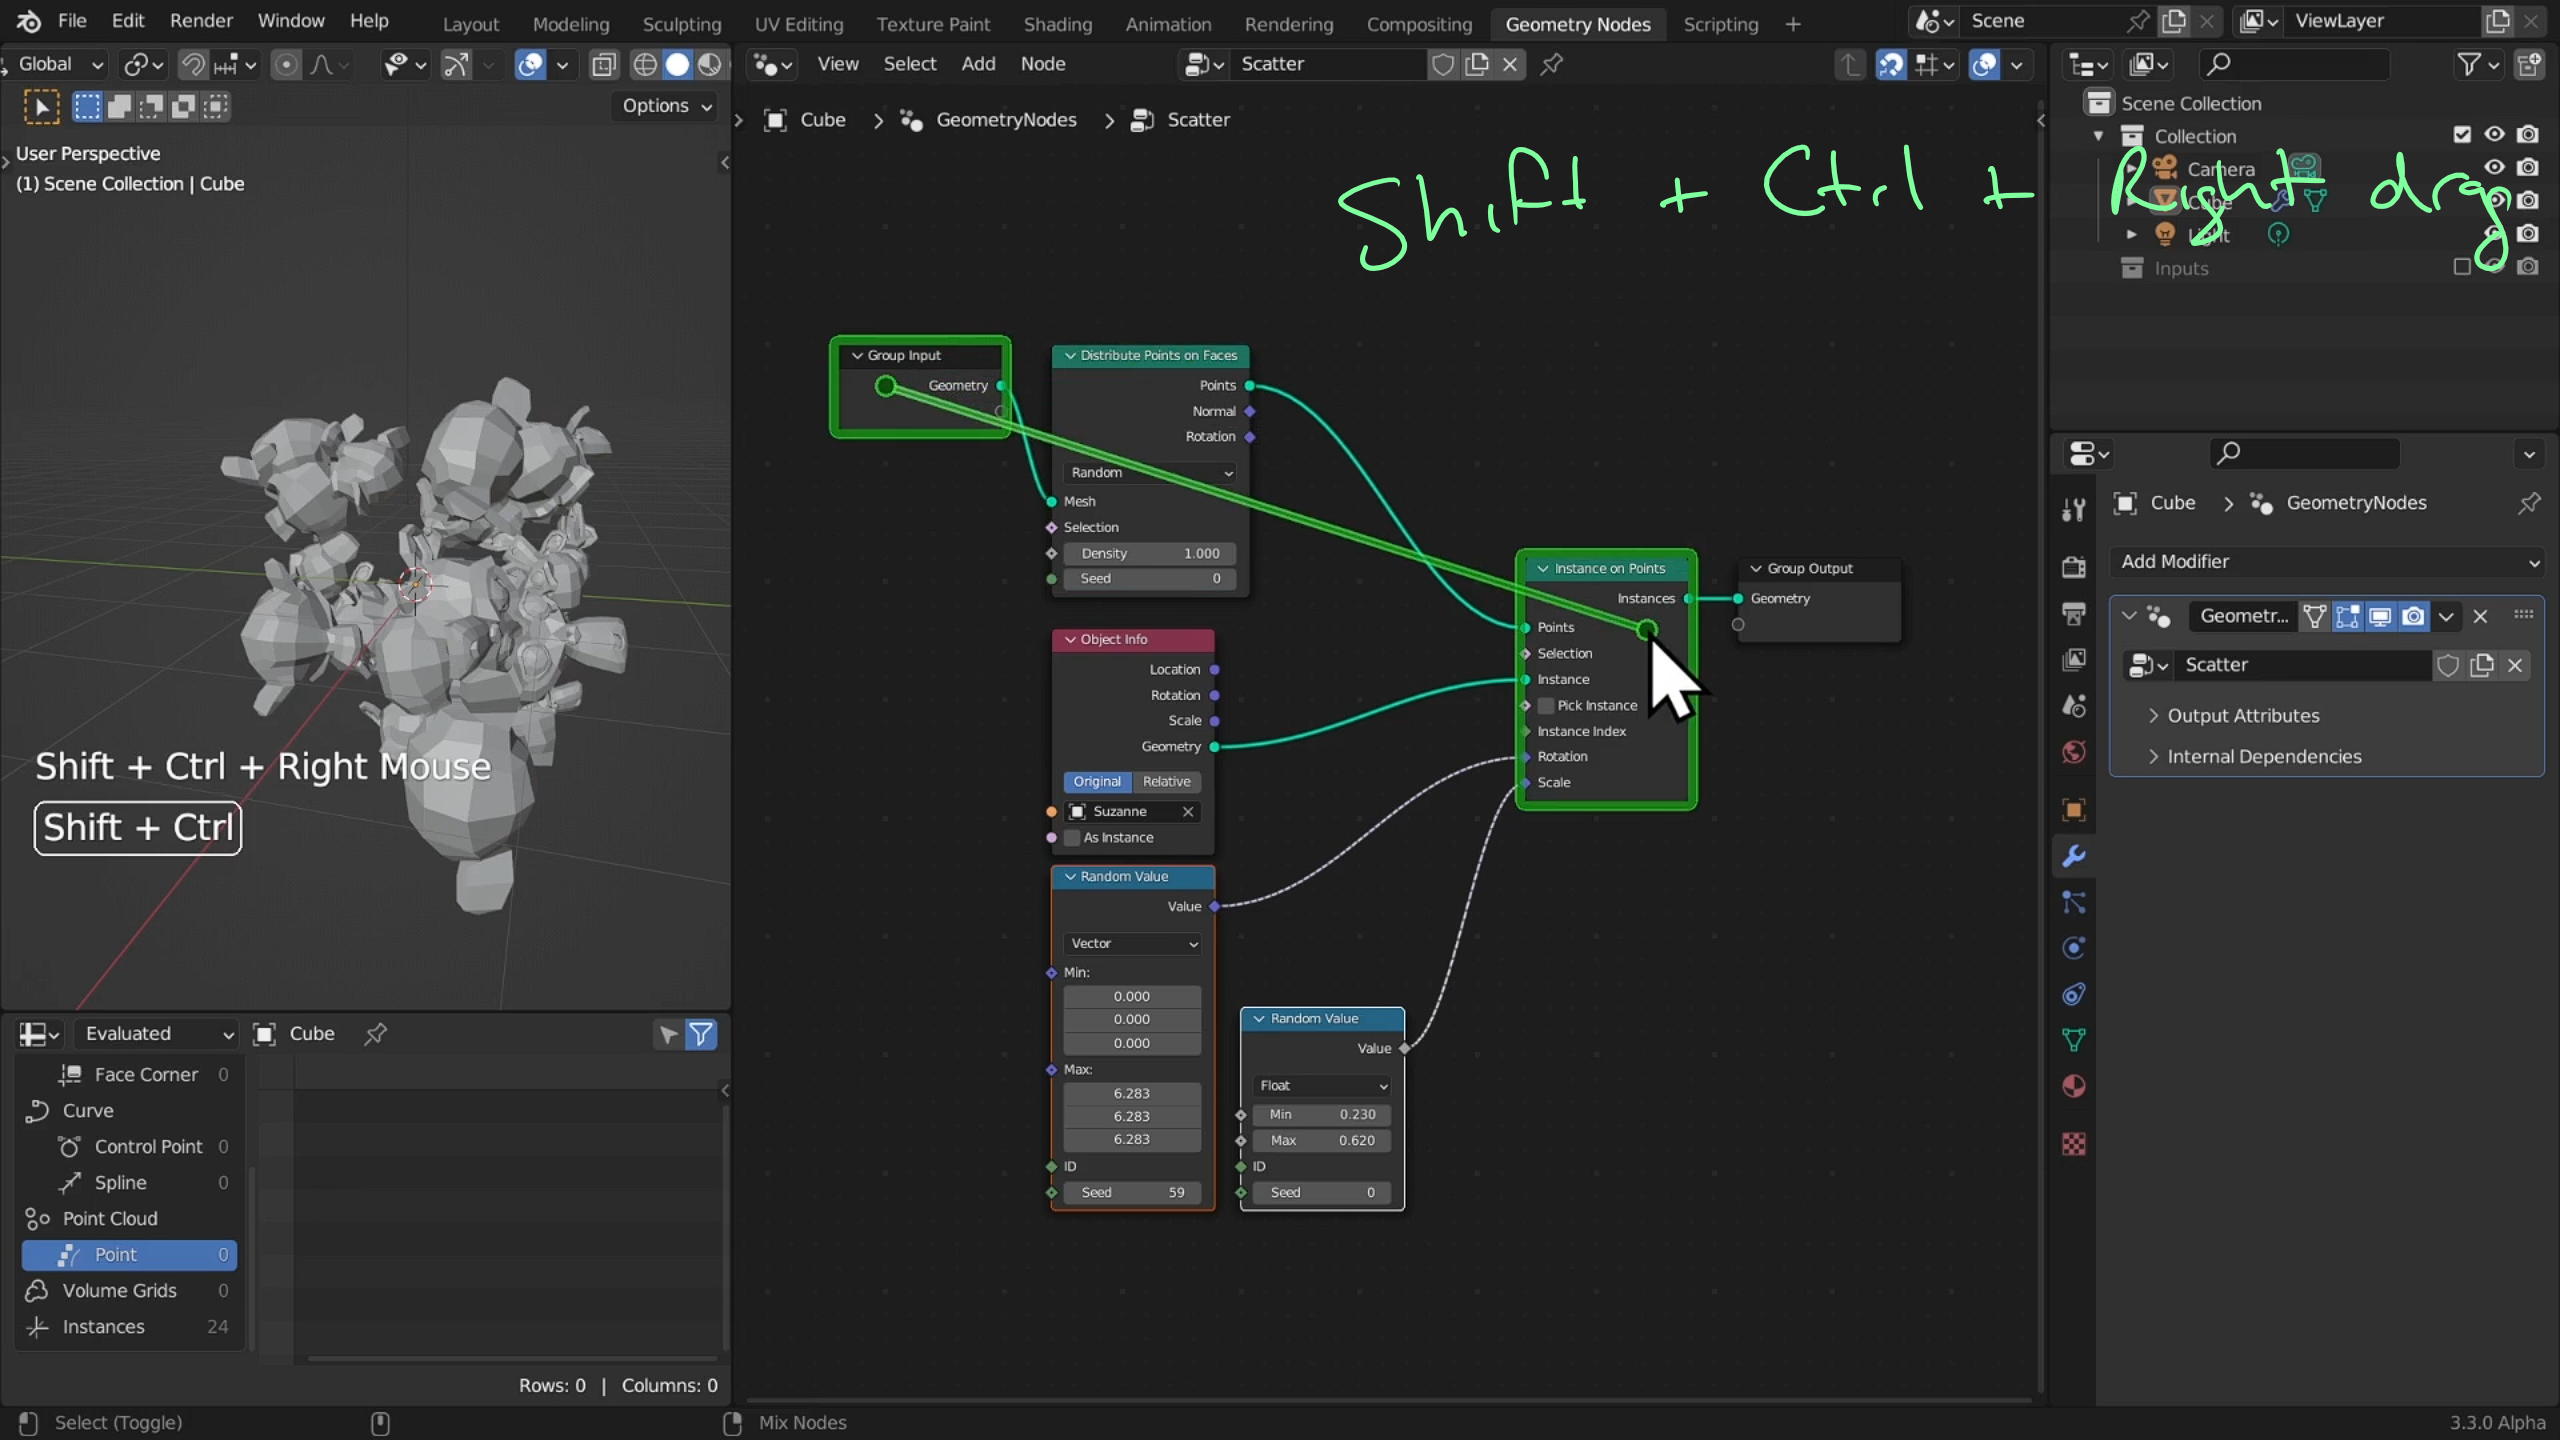 File Edit Render Window Help Layout Modeling Sculpting UV Editing Texture Paint Shading Animation Rendering Compositing Geometry Nodes Scripting + Scene ViewLayer
Global View Select Add Node Scatter
Options
Cube > GeometryNodes > Scatter
User Perspective
(1) Scene Collection | Cube
Shift + Ctrl + Right drag
Scene Collection
Collection
Camera
Cube
Light
Inputs
Group Input
Geometry
Distribute Points on Faces
Points
Normal
Rotation
Random
Mesh
Selection
Density 1.000
Seed 0
Object Info
Location
Rotation
Scale
Geometry
Original Relative
Suzanne
As Instance
Random Value
Value
Vector
Min:
0.000
0.000
0.000
Max:
6.283
6.283
6.283
ID
Seed 59
Random Value
Value
Float
Min 0.230
Max 0.620
ID
Seed 0
Instance on Points
Instances
Points
Selection
Instance
Pick Instance
Instance Index
Rotation
Scale
Group Output
Geometry
Cube > GeometryNodes
Add Modifier
Geometr...
Scatter
Output Attributes
Internal Dependencies
Shift + Ctrl + Right Mouse
Shift + Ctrl
Evaluated Cube
Face Corner 0
Curve
Control Point 0
Spline 0
Point Cloud
Point 0
Volume Grids 0
Instances 24
Rows: 0 | Columns: 0
Select (Toggle) Mix Nodes 3.3.0 Alpha